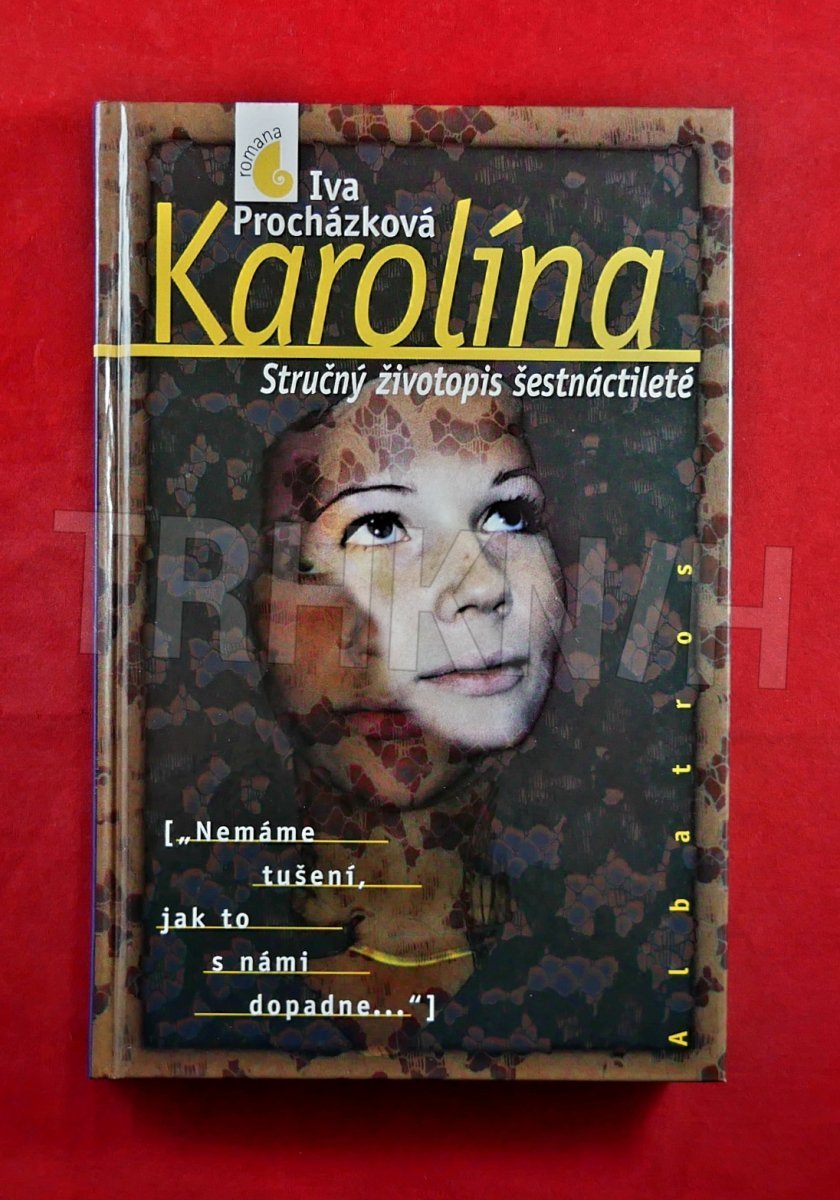 romana
Iva
Procházková
Karolína
Stručný životopis šestnáctileté
TRHKNIH
Albatros
[„Nemáme
tušení,
jak to
s námi
dopadne...“]